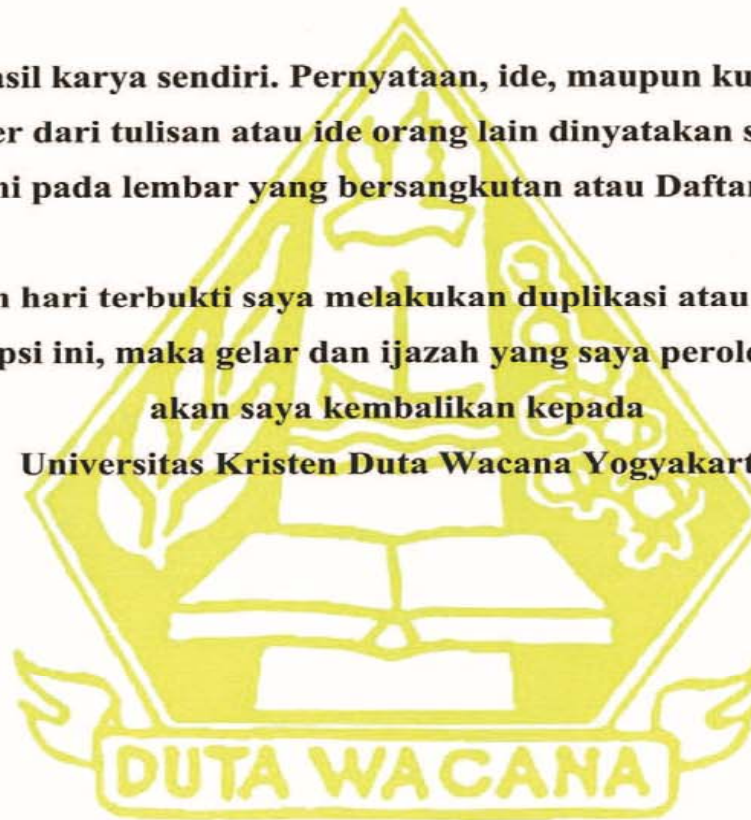 asil karya sendiri. Pernyataan, ide, maupun ku
er dari tulisan atau ide orang lain dinyatakan s
ni pada lembar yang bersangkutan atau Daftar
n hari terbukti saya melakukan duplikasi atau
psi ini, maka gelar dan ijazah yang saya perol
akan saya kembalikan kepada
Universitas Kristen Duta Wacana Yogyakart
DUTA WACANA